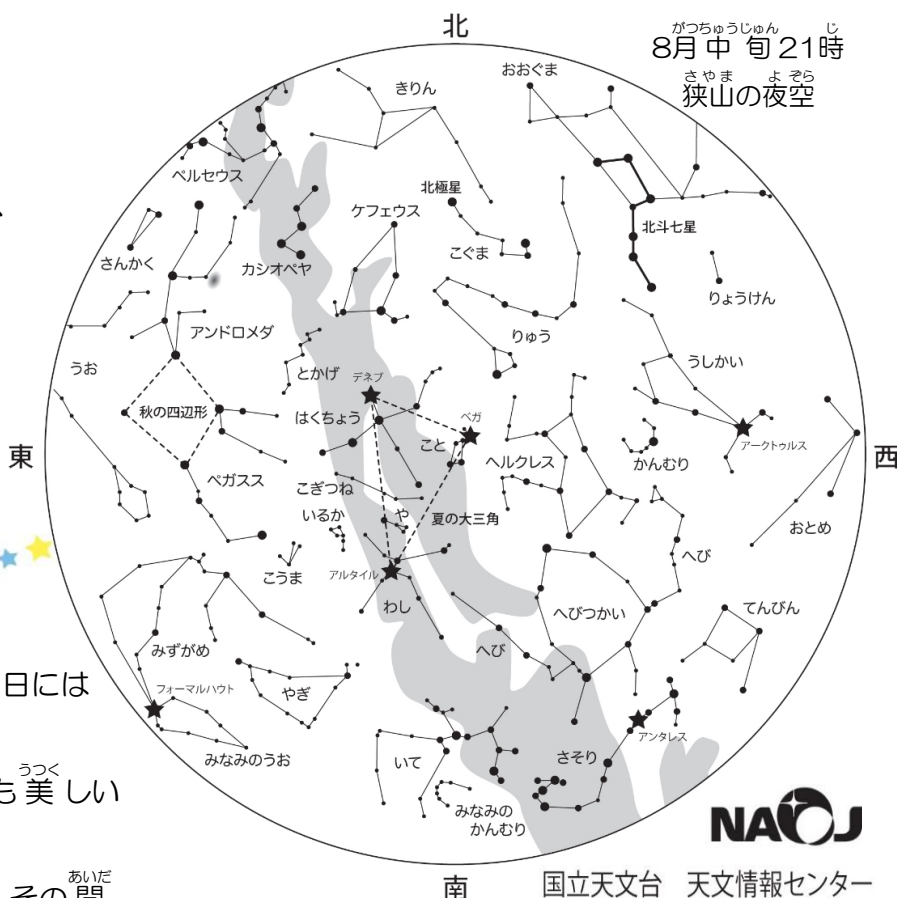 北
8月中旬21時
がつちゅうじゅん じ
狭山の夜空
さやま よぞら
おおぐま
きりん
ペルセウス
北極星
ケフェウス
北斗七星
さんかく
カシオペヤ
こぐま
りょうけん
アンドロメダ
りゅう
うしかい
うお
とかげ
デネブ
秋の四辺形
はくちょう
ベガ
こと
アークトゥルス
東
西
ヘルクレス
かんむり
ペガスス
こぎつね
いるか
や
夏の大三角
おとめ
へび
こうま
アルタイル
わし
へびつかい
てんびん
みずがめ
へび
日には
フォーマルハウト
やぎ
アンタレス
みなみのうお
いて
さそり
うつく
も美しい
みなみの
かんむり
NAOJ
あいだ
その間
南
国立天文台 天文情報センター